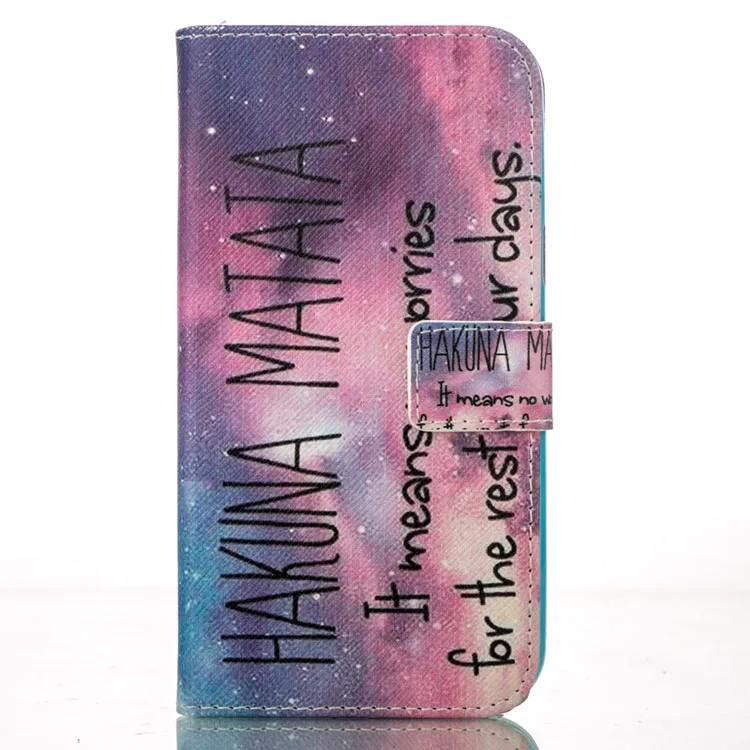 HAKUNA MATATA
It means orries
for the rest ur days.
HAKUNA MA
It means no w